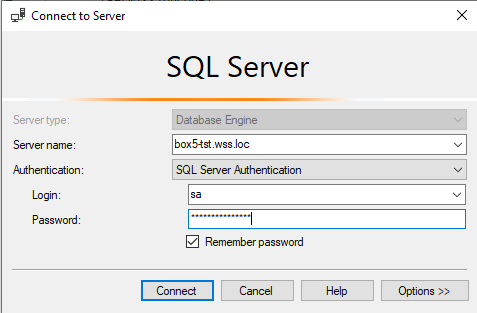 Connect to Server
SQL Server
Server type: Database Engine
Server name: box5-tst.wss.loc
Authentication: SQL Server Authentication
Login: sa
Password: ***************
Remember password
Connect Cancel Help Options >>